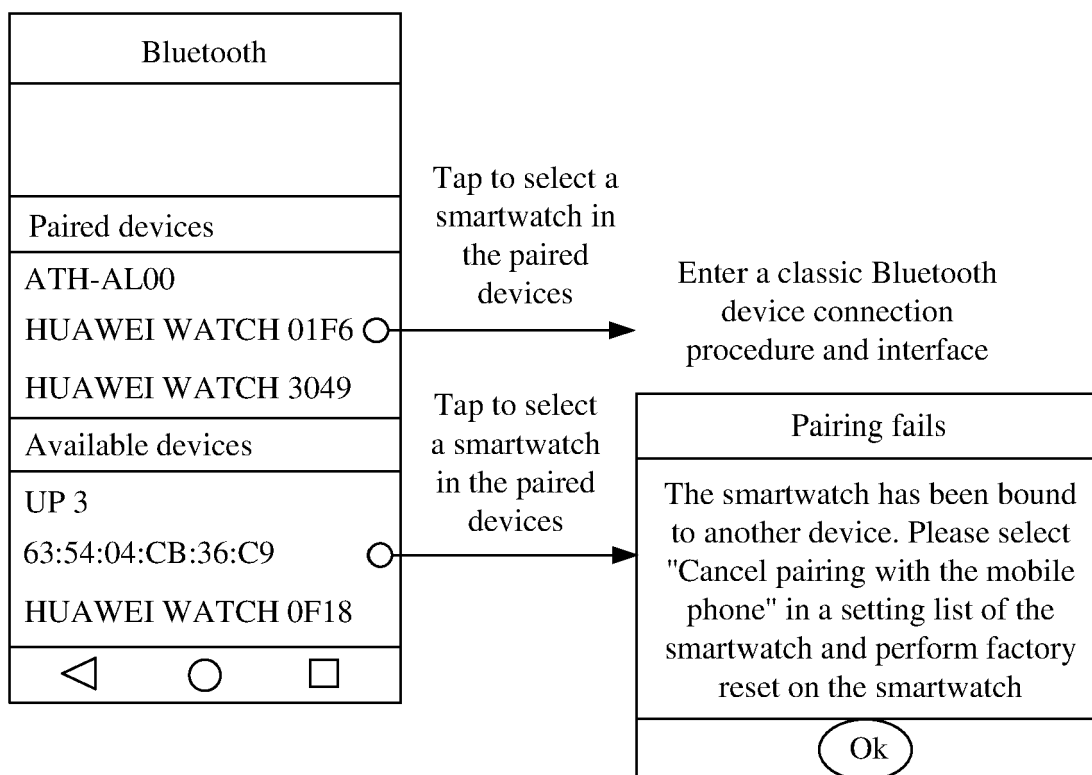 Bluetooth
Paired devices
ATH-AL00
HUAWEI WATCH 01F6
HUAWEI WATCH 3049
Available devices
UP 3
63:54:04:CB:36:C9
HUAWEI WATCH 0F18
Tap to select a
smartwatch in
the paired
devices
Enter a classic Bluetooth
device connection
procedure and interface
Tap to select
a smartwatch
in the paired
devices
Pairing fails
The smartwatch has been bound
to another device. Please select
"Cancel pairing with the mobile
phone" in a setting list of the
smartwatch and perform factory
reset on the smartwatch
Ok